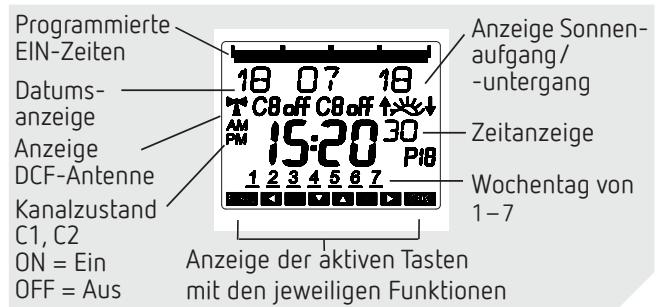 Programmierte
EIN-Zeiten
Datums-
anzeige
Anzeige
DCF-Antenne
Kanalzustand
C1, C2
ON = Ein
OFF = Aus
18 07 18
C8 off C8 off
AM
PM
15:20 30
P18
1 2 3 4 5 6 7
Anzeige Sonnen-
aufgang/
-untergang
Zeitanzeige
Wochentag von
1–7
Anzeige der aktiven Tasten
mit den jeweiligen Funktionen